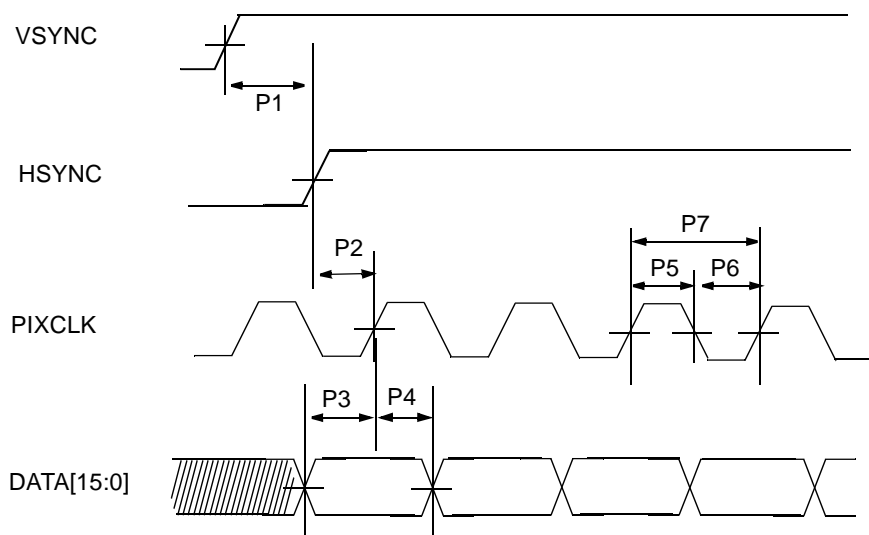 VSYNC
P1
HSYNC
P7
P2
P5
P6
PIXCLK
P3
P4
DATA[15:0]